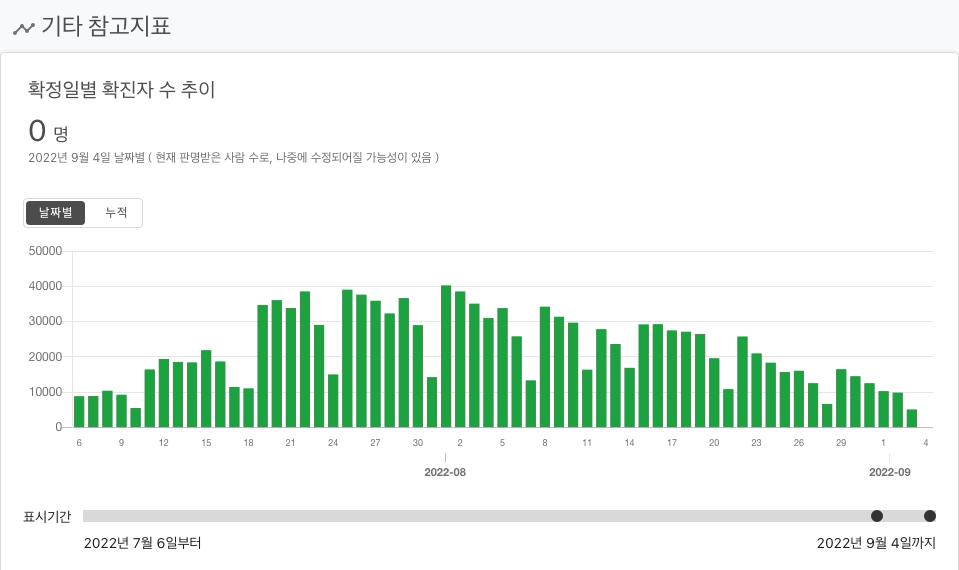 기타 참고지표
확정일별 확진자 수 추이
0 명
2022년 9월 4일 날짜별 ( 현재 판명받은 사람 수로, 나중에 수정되어질 가능성이 있음 )
날짜별 누적
50000
40000
30000
20000
10000
0
6 9 12 15 18 21 24 27 30 2 5 8 11 14 17 20 23 26 29 1 4
2022-08 2022-09
표시기간
2022년 7월 6일부터 2022년 9월 4일까지